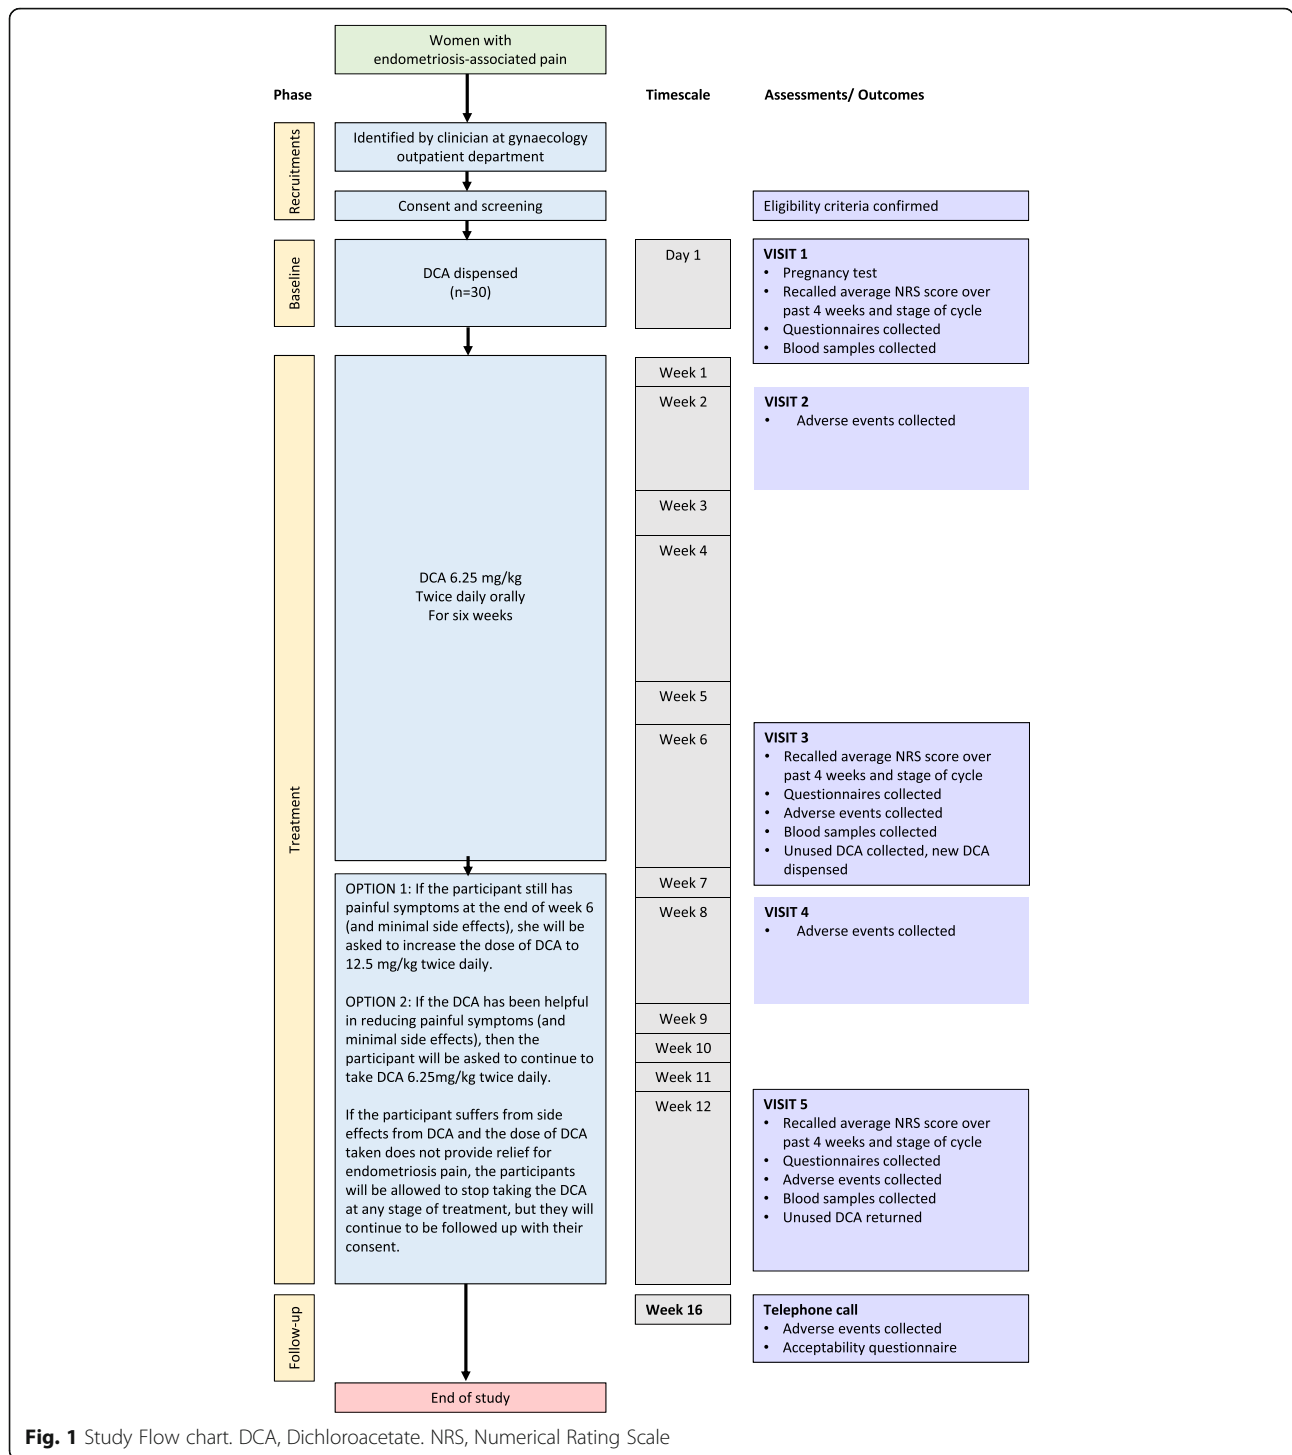 Women with
endometriosis-associated pain
Phase
Timescale
Assessments/ Outcomes
Recruitments
Identified by clinician at gynaecology
outpatient department
Consent and screening
Eligibility criteria confirmed
Baseline
DCA dispensed
(n=30)
Day 1
VISIT 1
• Pregnancy test
• Recalled average NRS score over
past 4 weeks and stage of cycle
• Questionnaires collected
• Blood samples collected
Treatment
DCA 6.25 mg/kg
Twice daily orally
For six weeks
Week 1
Week 2
VISIT 2
• Adverse events collected
Week 3
Week 4
Week 5
Week 6
VISIT 3
• Recalled average NRS score over
past 4 weeks and stage of cycle
• Questionnaires collected
• Adverse events collected
• Blood samples collected
• Unused DCA collected, new DCA
dispensed
OPTION 1: If the participant still has
painful symptoms at the end of week 6
(and minimal side effects), she will be
asked to increase the dose of DCA to
12.5 mg/kg twice daily.
OPTION 2: If the DCA has been helpful
in reducing painful symptoms (and
minimal side effects), then the
participant will be asked to continue to
take DCA 6.25mg/kg twice daily.
If the participant suffers from side
effects from DCA and the dose of DCA
taken does not provide relief for
endometriosis pain, the participants
will be allowed to stop taking the DCA
at any stage of treatment, but they will
continue to be followed up with their
consent.
Week 7
Week 8
VISIT 4
• Adverse events collected
Week 9
Week 10
Week 11
Week 12
VISIT 5
• Recalled average NRS score over
past 4 weeks and stage of cycle
• Questionnaires collected
• Adverse events collected
• Blood samples collected
• Unused DCA returned
Follow-up
Week 16
Telephone call
• Adverse events collected
• Acceptability questionnaire
End of study
Fig. 1 Study Flow chart. DCA, Dichloroacetate. NRS, Numerical Rating Scale